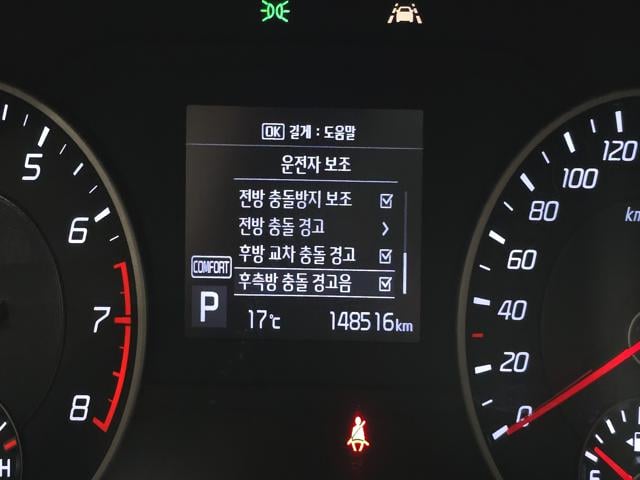 OK 길게 : 도움말
운전자 보조
전방 충돌방지 보조
전방 충돌 경고
후방 교차 충돌 경고
후측방 충돌 경고음
COMFORT
P
17℃ 148516km
5
6
7
8
H
120
100
80
60
40
20
0
E